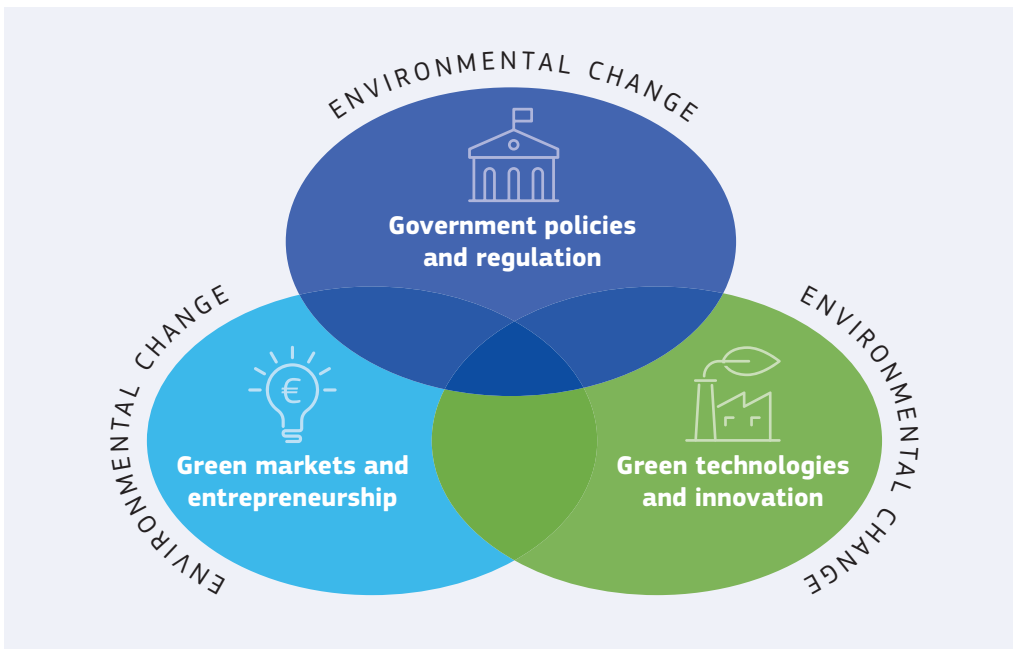 ENVIRONMENTAL CHANGE
Government policies
and regulation
ENVIRONMENTAL CHANGE
ENVIRONMENTAL CHANGE
€
Green markets and
entrepreneurship
Green technologies
and innovation